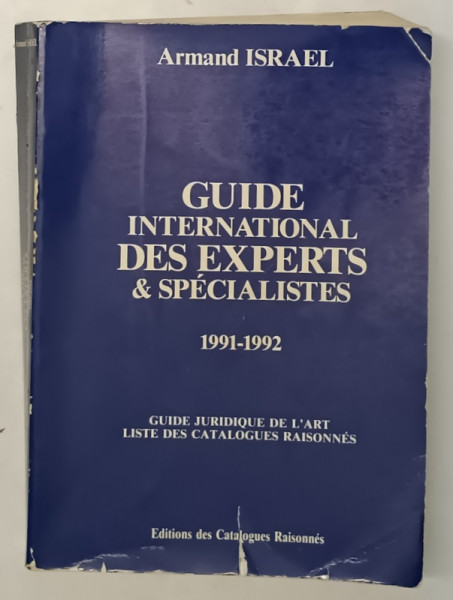 Armand ISRAEL
GUIDE
INTERNATIONAL
DES EXPERTS
& SPÉCIALISTES
1991-1992
GUIDE JURIDIQUE DE L'ART
LISTE DES CATALOGUES RAISONNÉS
Editions des Catalogues Raisonnés